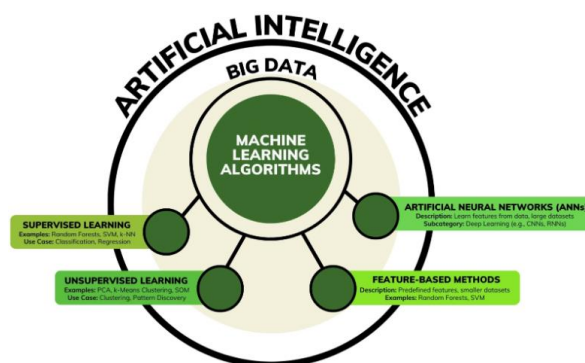 ARTIFICIAL INTELLIGENCE
BIG DATA
MACHINE
LEARNING
ALGORITHMS
SUPERVISED LEARNING
Examples: Random Forests, SVM, k-NN
Use Case: Classification, Regression
ARTIFICIAL NEURAL NETWORKS (ANNs
Description: Learn features from data, large datasets
Subcategory: Deep Learning (e.g., CNNs, RNNs)
UNSUPERVISED LEARNING
Examples: PCA, k-Means Clustering, SOM
Use Case: Clustering, Pattern Discovery
FEATURE-BASED METHODS
Description: Predefined features, smaller datasets
Examples: Random Forests, SVM